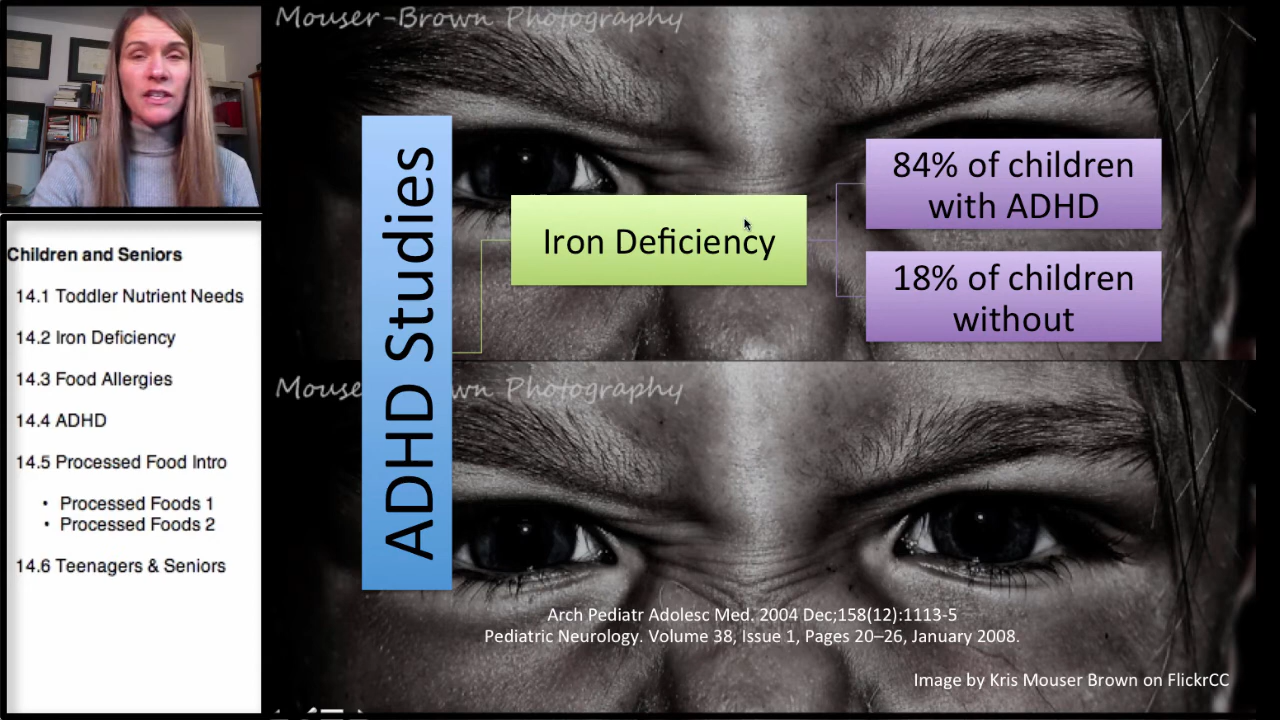 Mouser-Brown Photography
Children and Seniors
14.1 Toddler Nutrient Needs
14.2 Iron Deficiency
14.3 Food Allergies
14.4 ADHD
14.5 Processed Food Intro
• Processed Foods 1
• Processed Foods 2
14.6 Teenagers & Seniors
ADHD Studies
Iron Deficiency
84% of children
with ADHD
18% of children
without
Photography
Arch Pediatr Adolesc Med. 2004 Dec;158(12):1113-5
Pediatric Neurology. Volume 38, Issue 1, Pages 20–26, January 2008.
Image by Kris Mouser Brown on FlickrCC